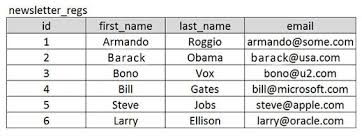 newsletter_regs
id first_name last_name email
1 Armando Roggio armando@some.com
2 Barack Obama barack@usa.com
3 Bono Vox bono@u2.com
4 Bill Gates bill@microsoft.com
5 Steve Jobs steve@apple.com
6 Larry Ellison larry@oracle.com